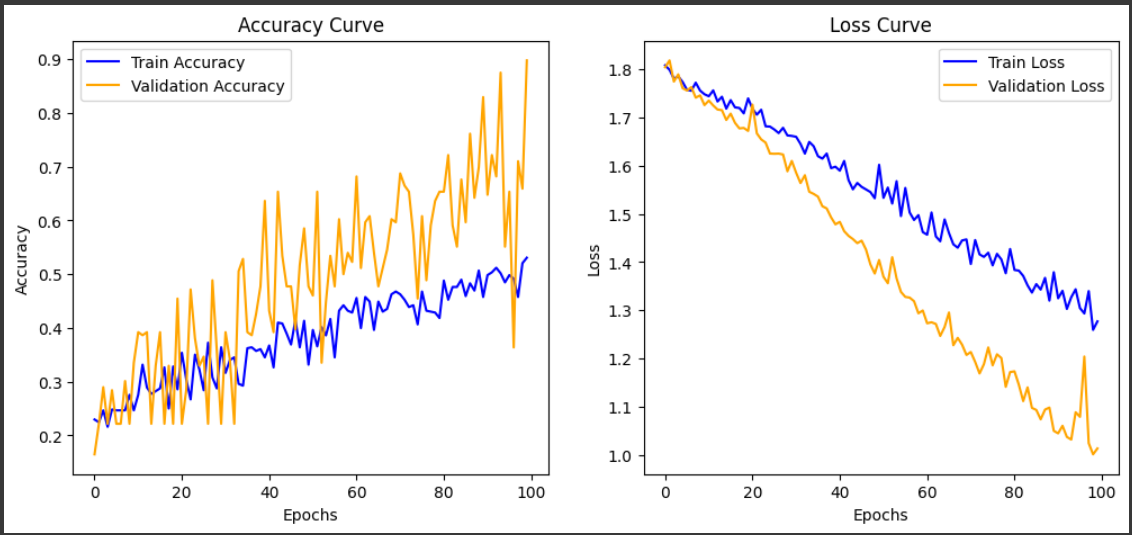 Accuracy Curve
Train Accuracy
Validation Accuracy
Accuracy
0.9
0.8
0.7
0.6
0.5
0.4
0.3
0.2
0 20 40 60 80 100
Epochs
Loss Curve
Train Loss
Validation Loss
Loss
1.8
1.7
1.6
1.5
1.4
1.3
1.2
1.1
1.0
0 20 40 60 80 100
Epochs